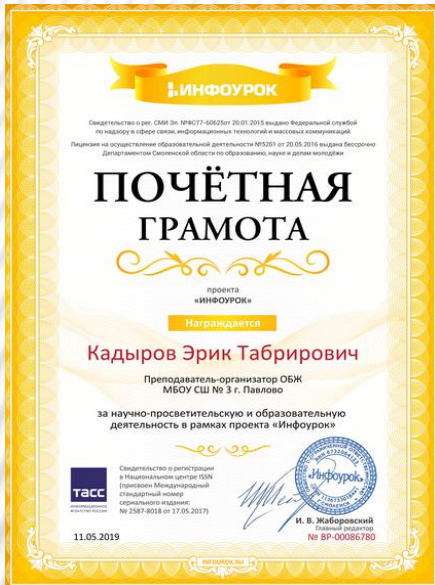 ИНФОУРОК
Свидетельство о рег. СМИ Эл. №ФС77-60625от 20.01.2015 выдано Федеральной службой
по надзору в сфере связи, информационных технологий и массовых коммуникаций
Лицензия на осуществление образовательной деятельности №5201 от 20.05.2016 выдана бессрочно
Департаментом Смоленской области по образованию, науке и делам молодёжи
ПОЧЁТНАЯ
ГРАМОТА
проекта
«ИНФОУРОК»
Награждается
Кадыров Эрик Табрирович
Преподаватель-организатор ОБЖ
МБОУ СШ № 3 г. Павлово
за научно-просветительскую и образовательную
деятельность в рамках проекта «Инфоурок»
Свидетельство о регистрации
в Национальном центре ISSN
(присвоен Международный
стандартный номер
сериального издания:
№ 2587-8018 от 17.05.2017)
ТАСС
ИНФОРМАЦИОННОЕ
АГЕНТСТВО РОССИИ
«Инфоурок»
И. В. Жаборовский
Главный редактор
11.05.2019
№ ВР-00086780
INFOUROK.RU